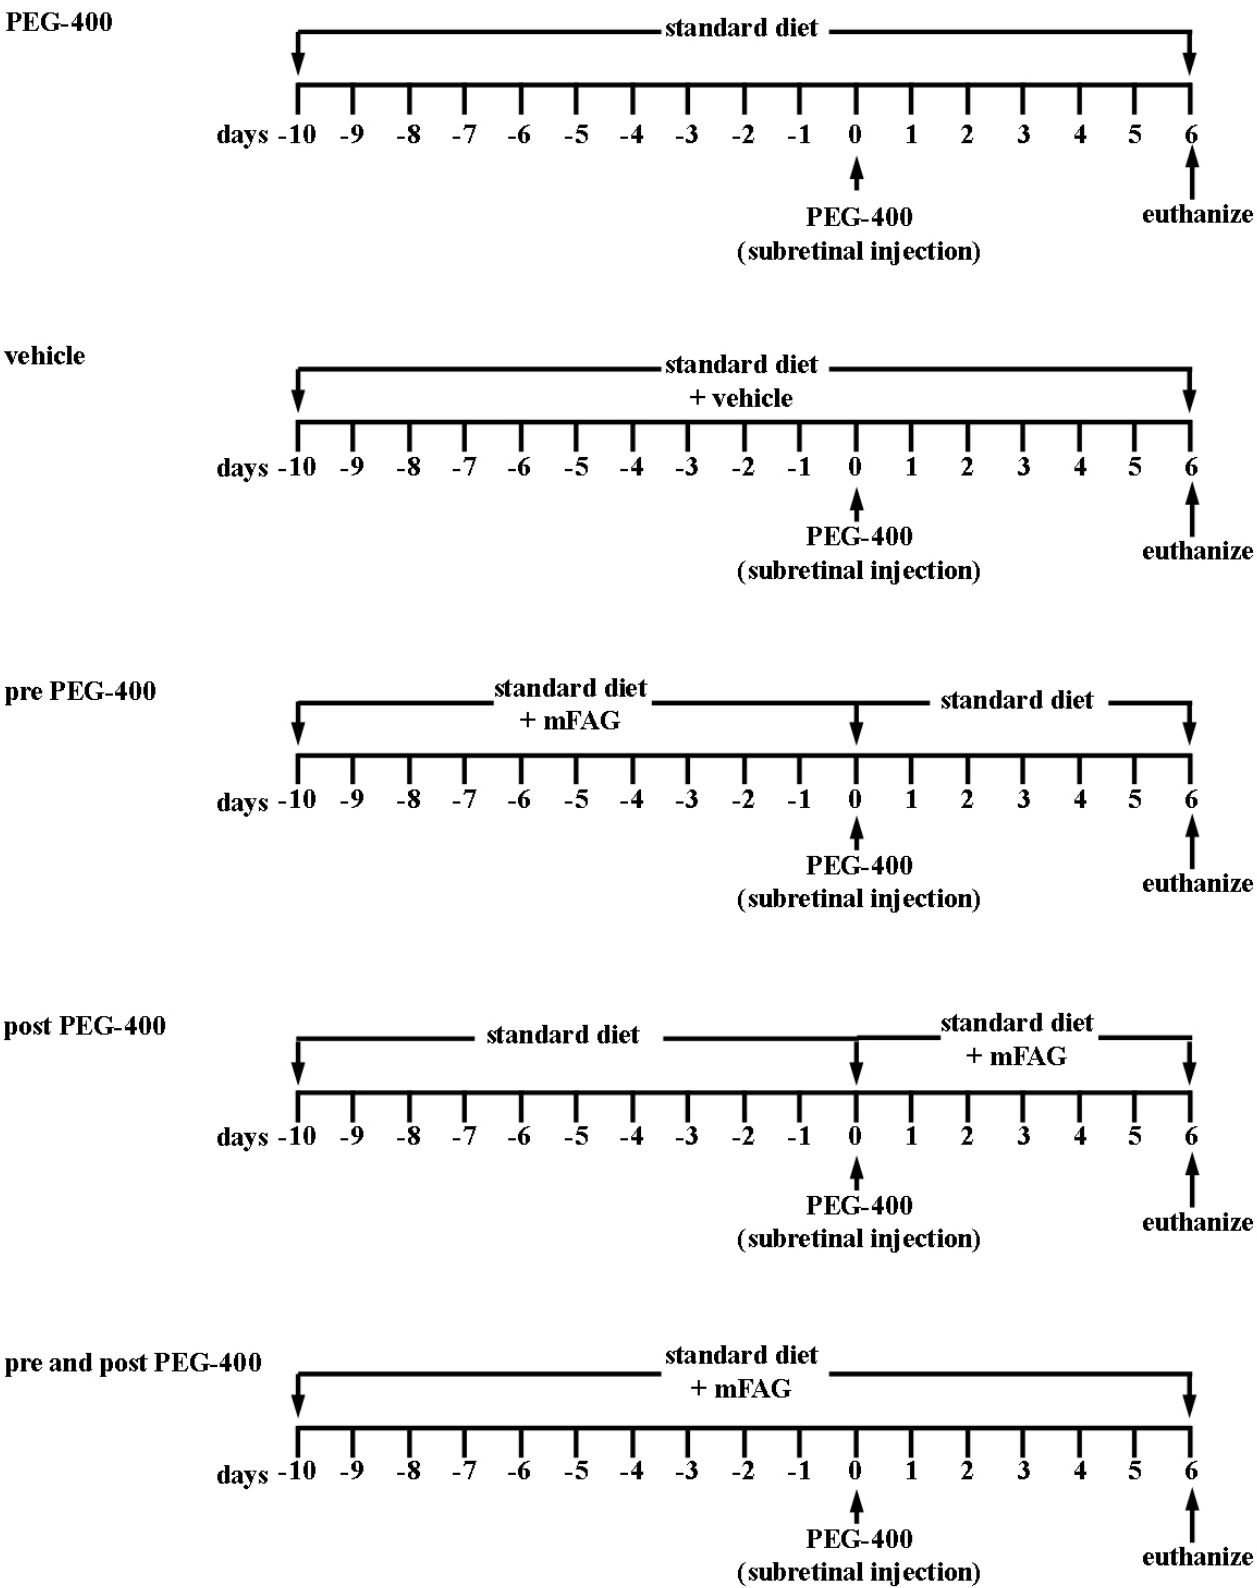 PEG-400
standard diet
days -10 -9 -8 -7 -6 -5 -4 -3 -2 -1 0 1 2 3 4 5 6
PEG-400
(subretinal injection)
euthanize
vehicle
standard diet
+ vehicle
days -10 -9 -8 -7 -6 -5 -4 -3 -2 -1 0 1 2 3 4 5 6
PEG-400
(subretinal injection)
euthanize
pre PEG-400
standard diet
+ mFAG
standard diet
days -10 -9 -8 -7 -6 -5 -4 -3 -2 -1 0 1 2 3 4 5 6
PEG-400
(subretinal injection)
euthanize
post PEG-400
standard diet
standard diet
+ mFAG
days -10 -9 -8 -7 -6 -5 -4 -3 -2 -1 0 1 2 3 4 5 6
PEG-400
(subretinal injection)
euthanize
pre and post PEG-400
standard diet
+ mFAG
days -10 -9 -8 -7 -6 -5 -4 -3 -2 -1 0 1 2 3 4 5 6
PEG-400
(subretinal injection)
euthanize